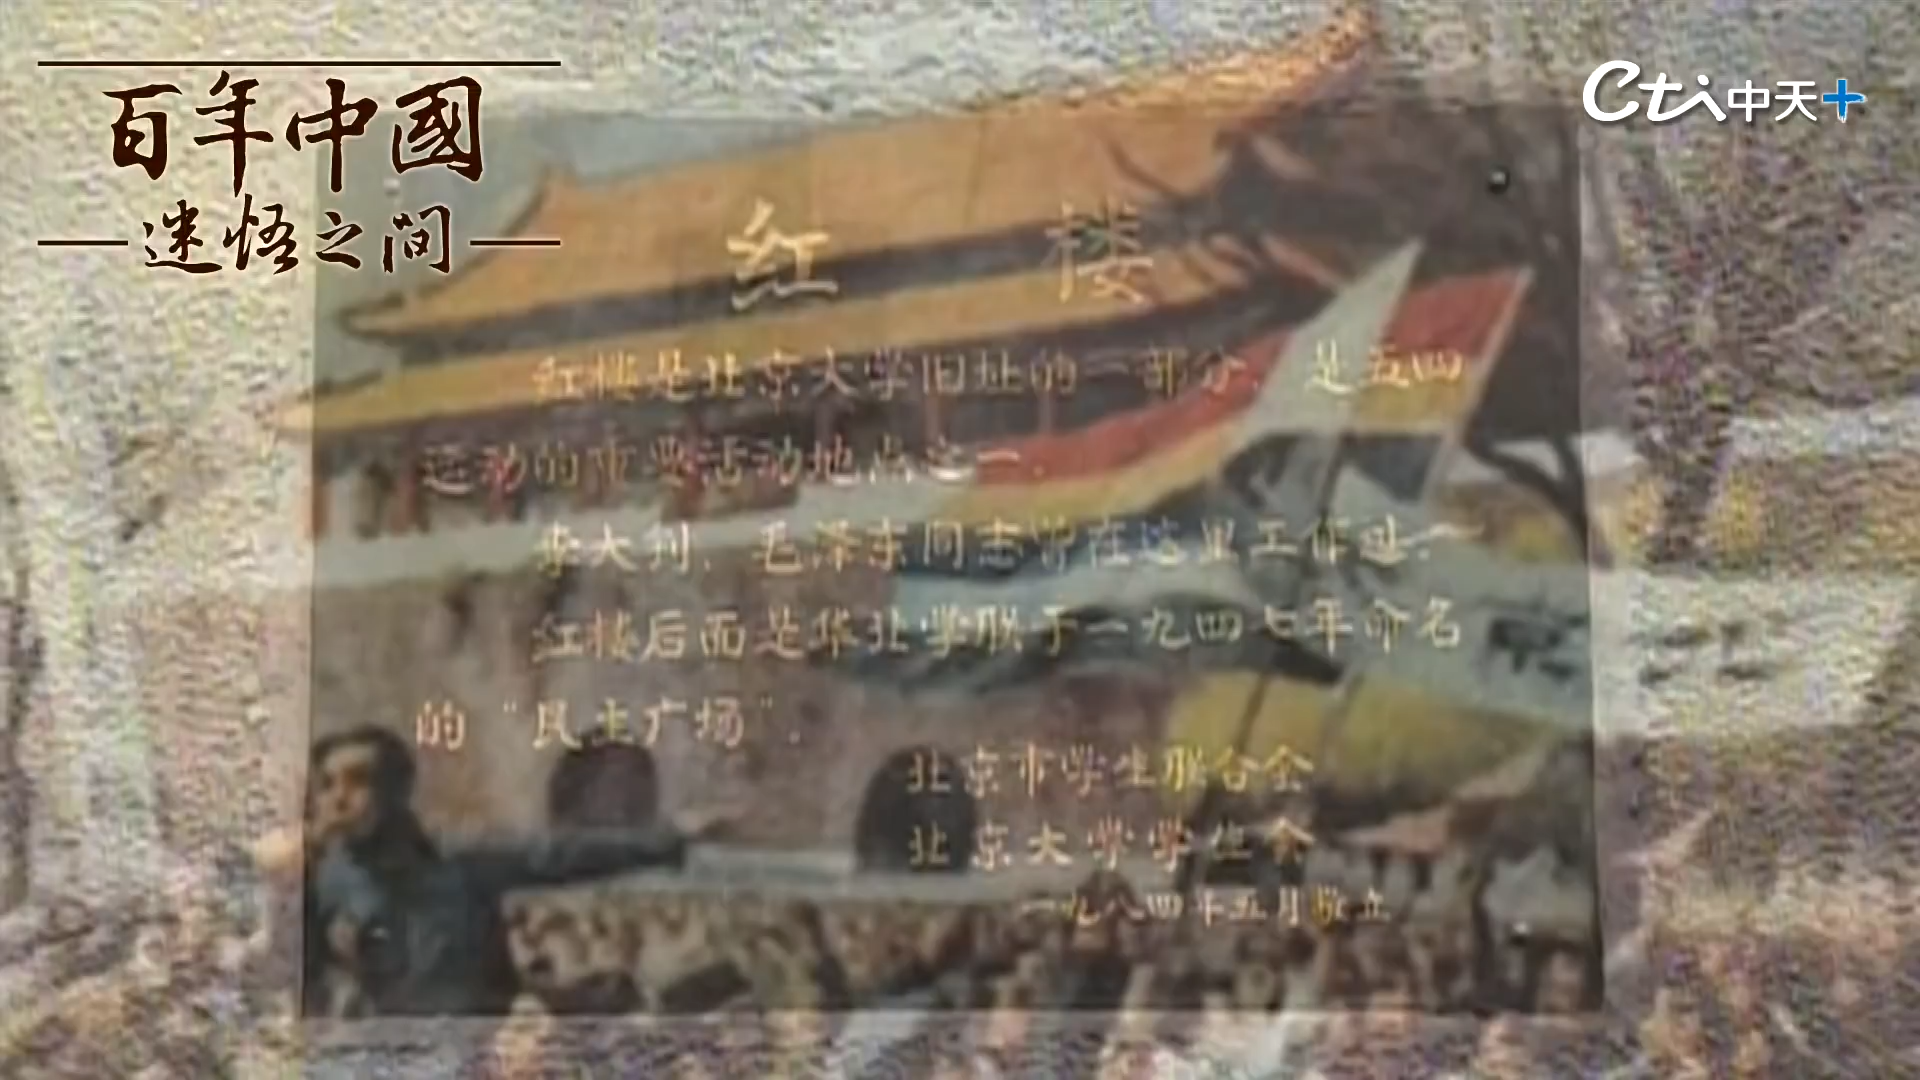 百年中國
迷悟之间
Cti中天+
红 楼
红楼是北京大学旧址的一部分，是五四
运动的重要活动地点之一．
李大钊、毛泽东同志曾在这里工作过．
红楼后面是华北学联于一九四七年命名
的“民主广场”．
北京市学生联合会
北京大学学生会
一九八四年五月敬立